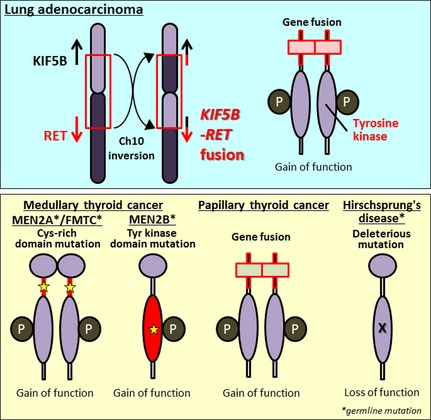 Lung adenocarcinoma
KIF5B
RET
Ch10
inversion
KIF5B
-RET
fusion
Gene fusion
P
P
Tyrosine
kinase
Gain of function
Medullary thyroid cancer
MEN2A*/FMTC*
Cys-rich
domain mutation
P
P
Gain of function
MEN2B*
Tyr kinase
domain mutation
P
Gain of function
Papillary thyroid cancer
Gene fusion
P
P
Gain of function
Hirschsprung's
disease*
Deleterious
mutation
X
Loss of function
*germline mutation